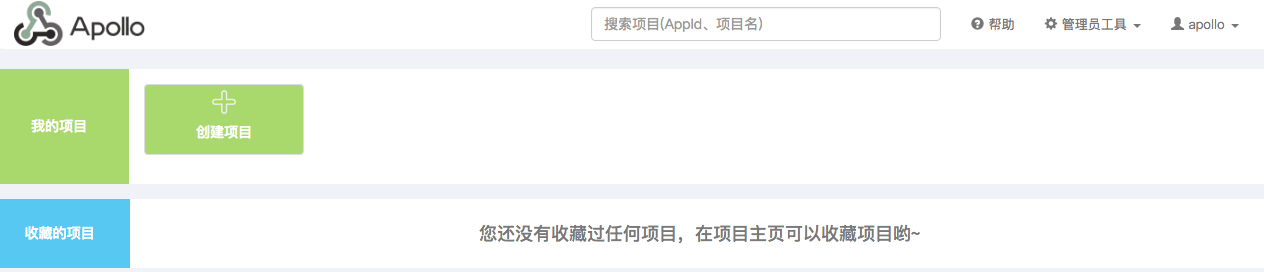 Apollo
搜索项目(AppId、项目名)
帮助
管理员工具
apollo
我的项目
创建项目
收藏的项目
您还没有收藏过任何项目，在项目主页可以收藏项目哟~